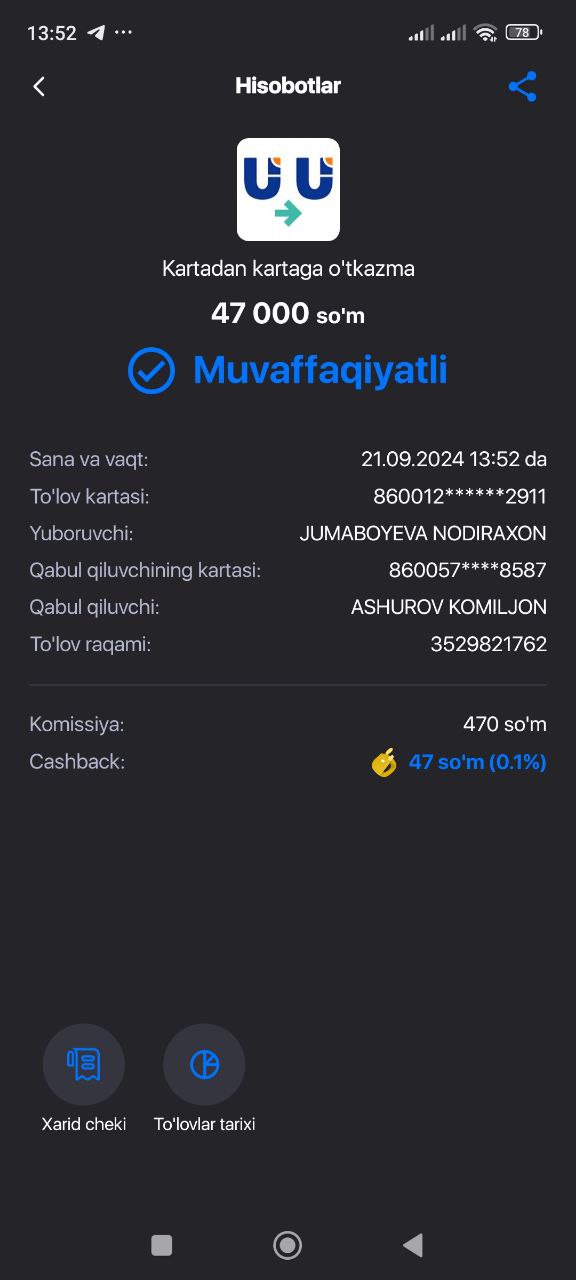 13:52
78
Hisobotlar
U U
Kartadan kartaga o'tkazma
47 000 so'm
Muvaffaqiyatli
Sana va vaqt: 21.09.2024 13:52 da
To'lov kartasi: 860012******2911
Yuboruvchi: JUMABOYEVA NODIRAXON
Qabul qiluvchining kartasi: 860057****8587
Qabul qiluvchi: ASHUROV KOMILJON
To'lov raqami: 3529821762
Komissiya: 470 so'm
Cashback: 47 so'm (0.1%)
Xarid cheki To'lovlar tarixi